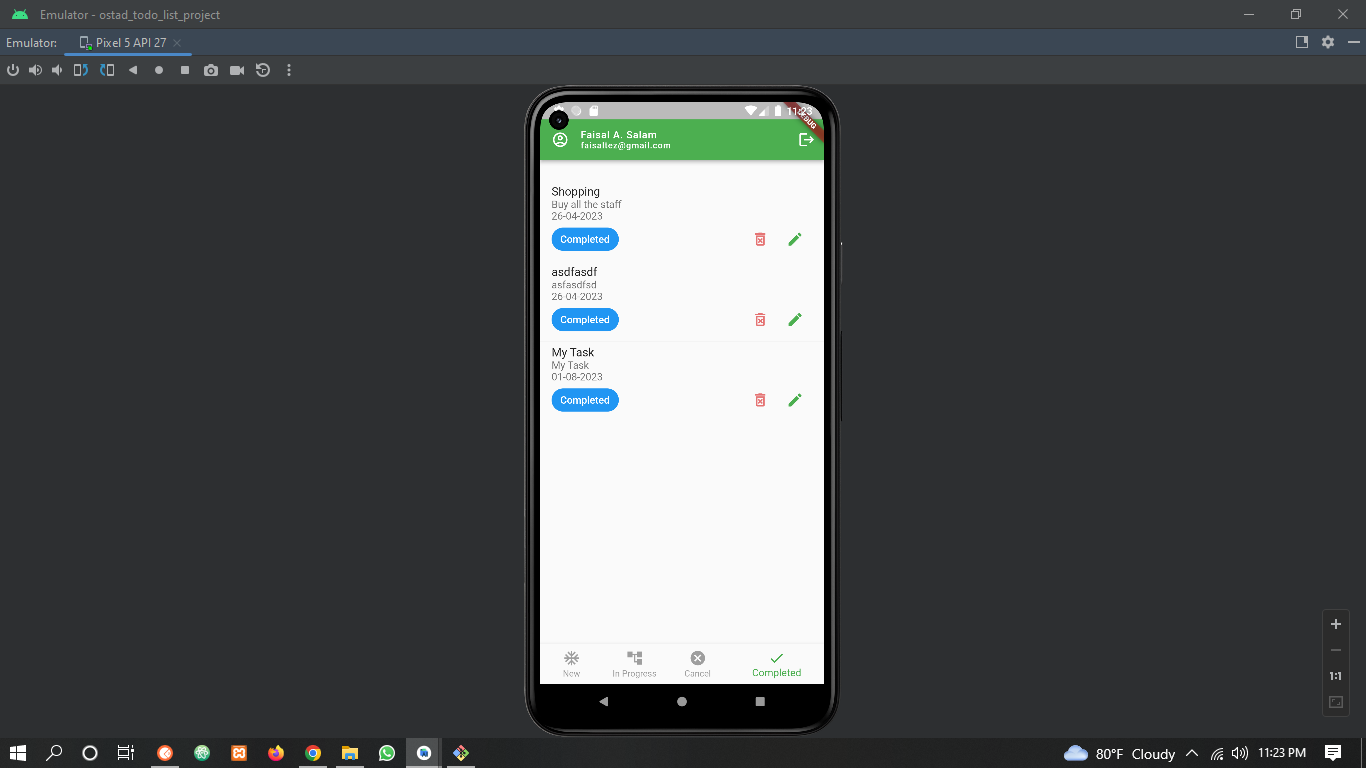 Emulator - ostad_todo_list_project
Emulator:
Pixel 5 API 27
11:23
DEBUG
Faisal A. Salam
faisaltez@gmail.com
Shopping
Buy all the staff
26-04-2023
Completed
asdfasdf
asfasdfsd
26-04-2023
Completed
My Task
My Task
01-08-2023
Completed
New
In Progress
Cancel
Completed
1:1
80°F Cloudy
11:23 PM